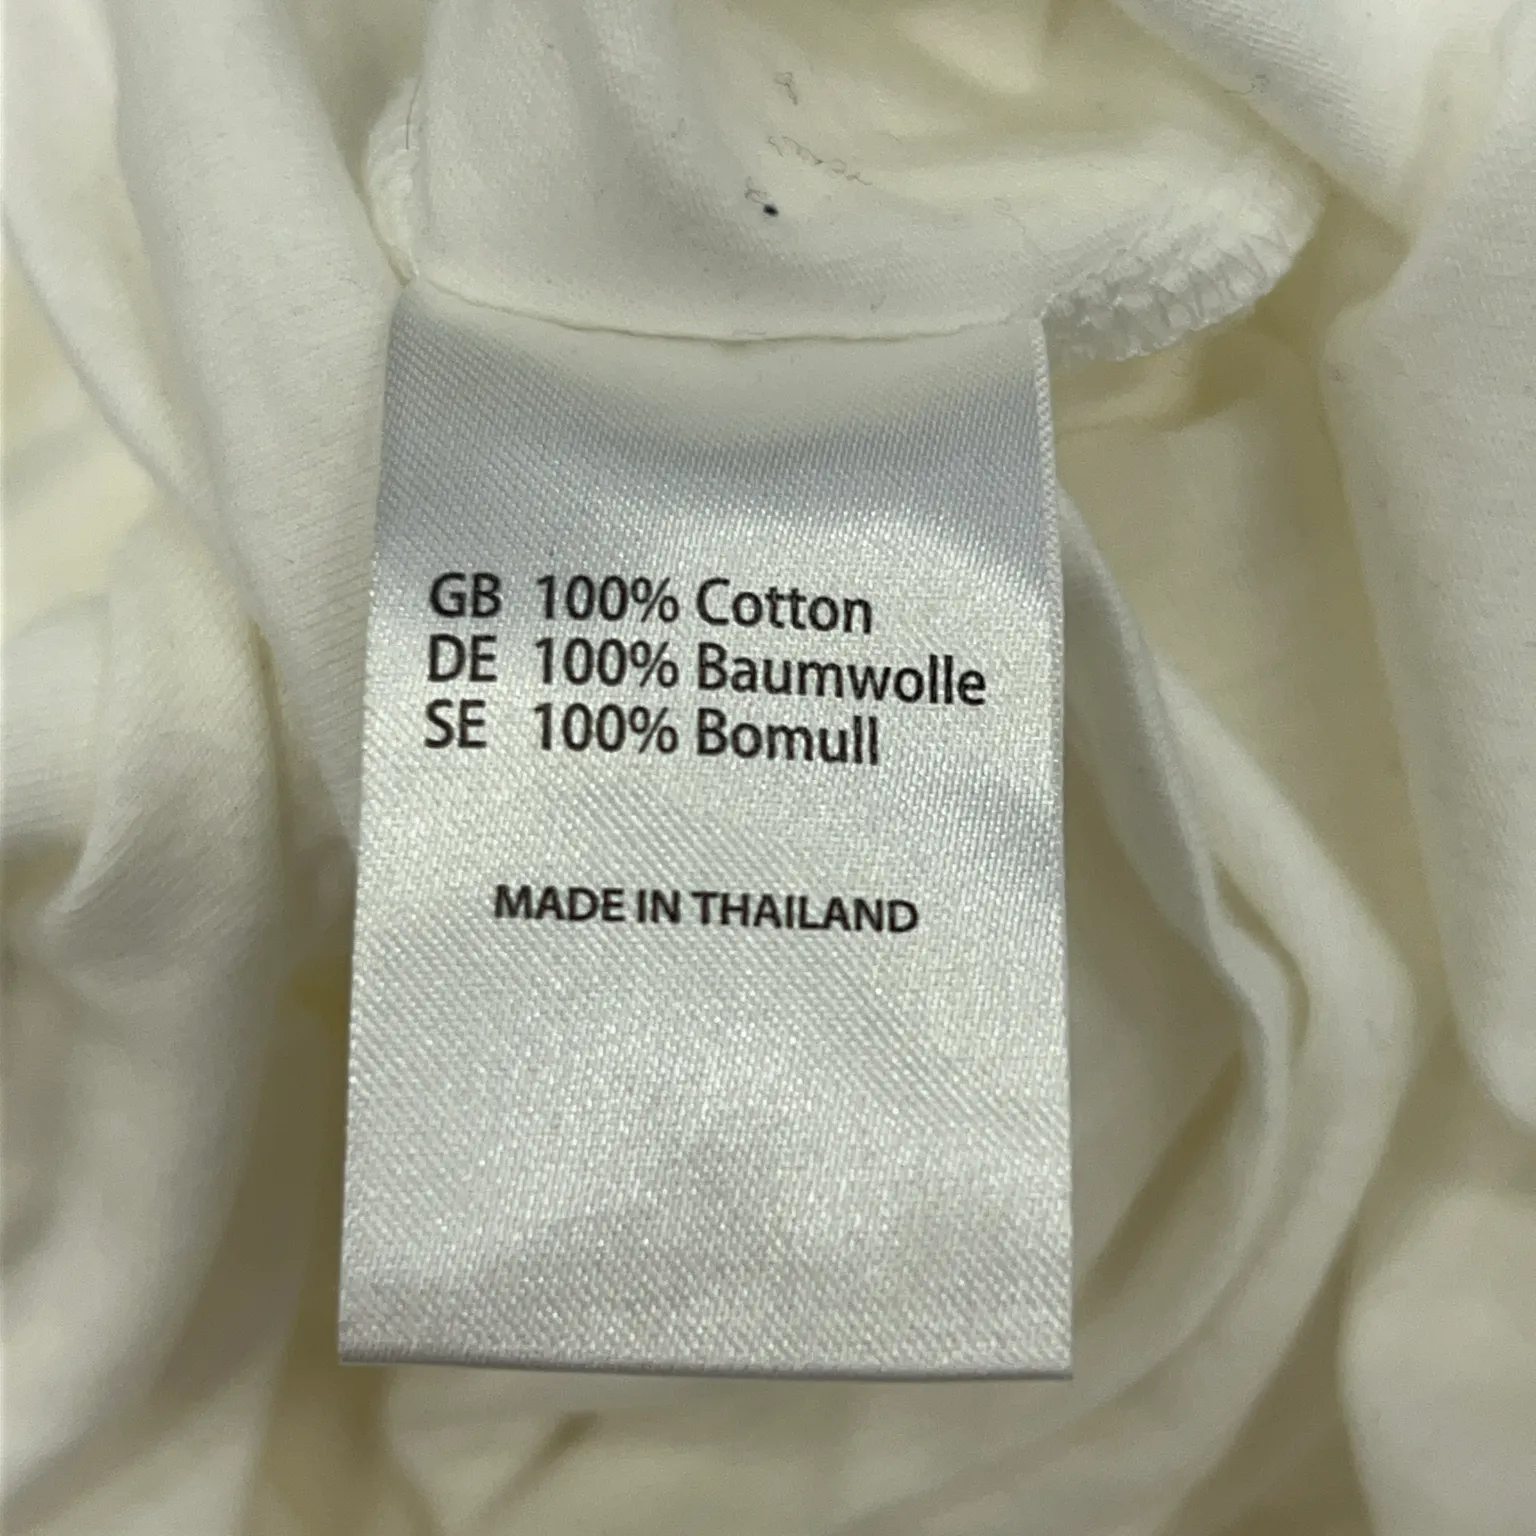 GB 100% Cotton
DE 100% Baumwolle
SE 100% Bomull
MADE IN THAILAND